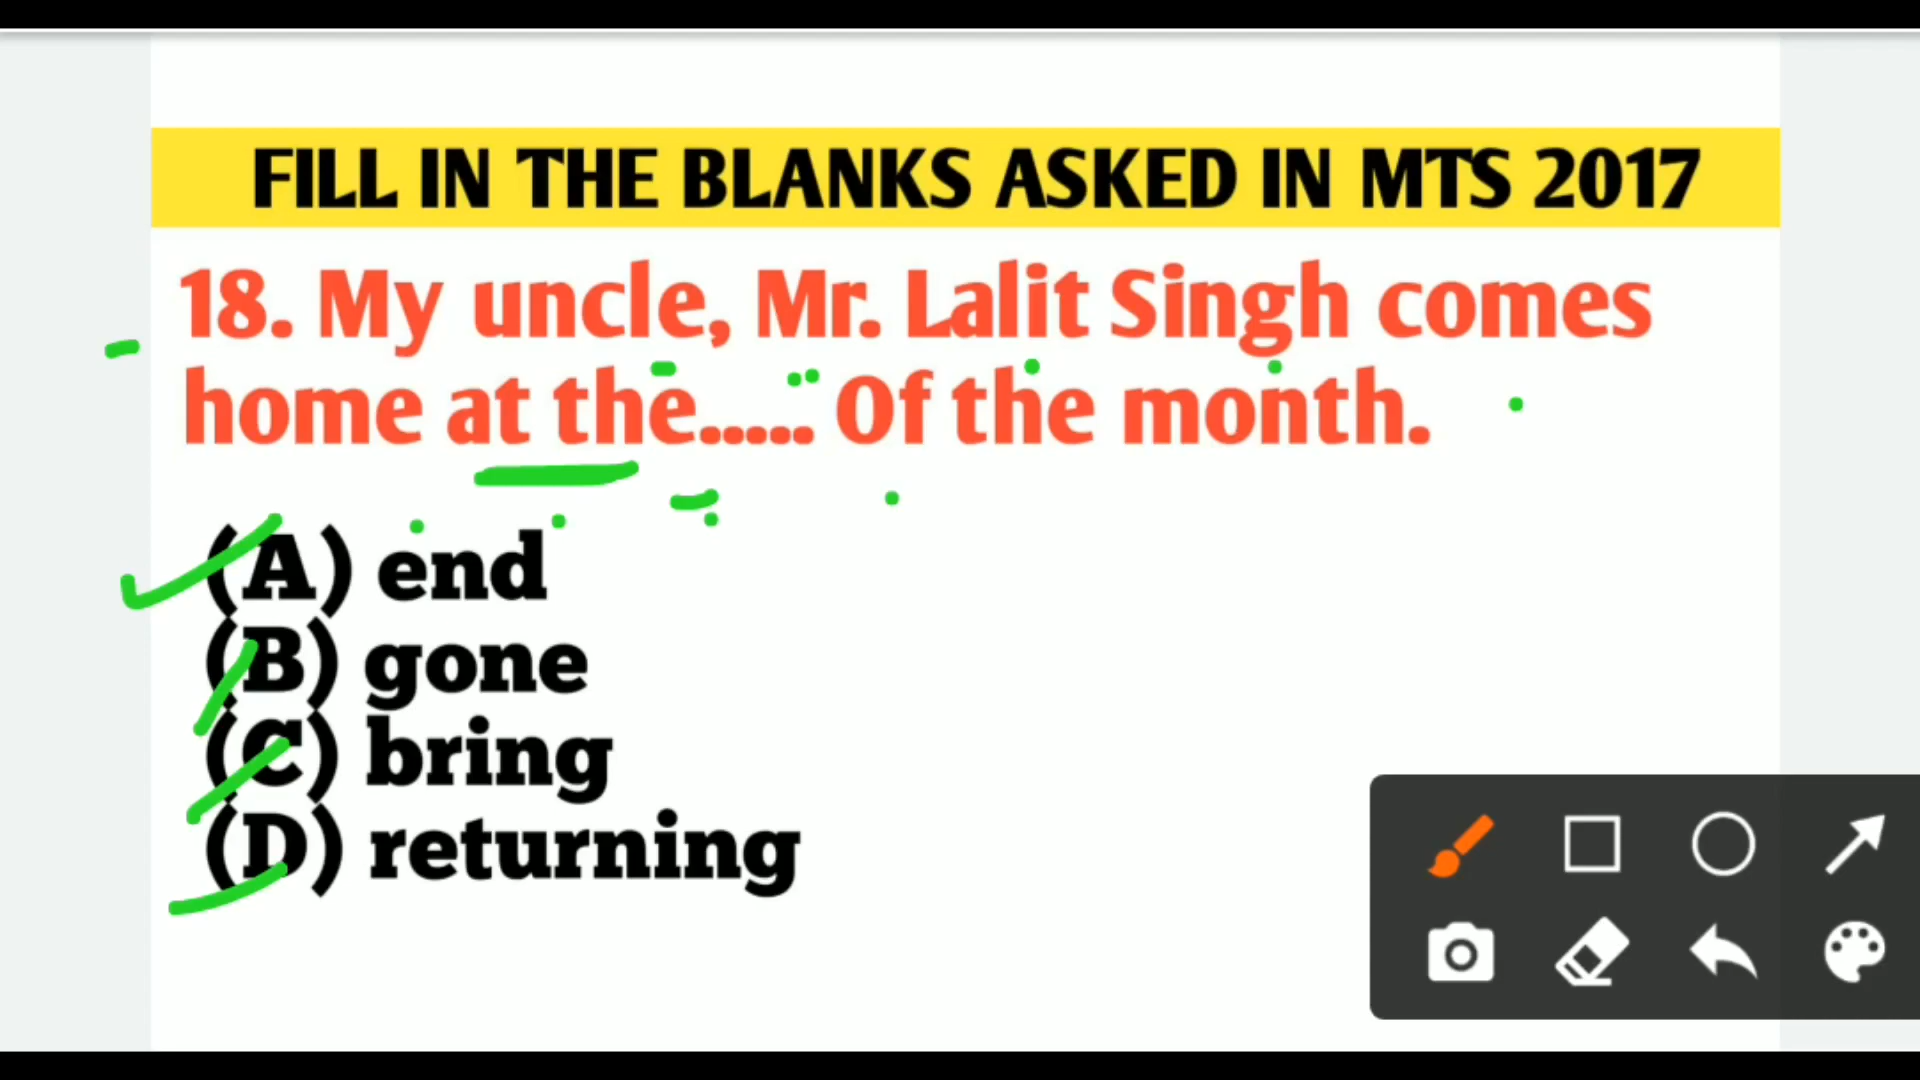 FILL IN THE BLANKS ASKED IN MTS 2017
18. My uncle, Mr. Lalit Singh comes
home at the..... Of the month.
(A) end
(B) gone
(C) bring
(D) returning